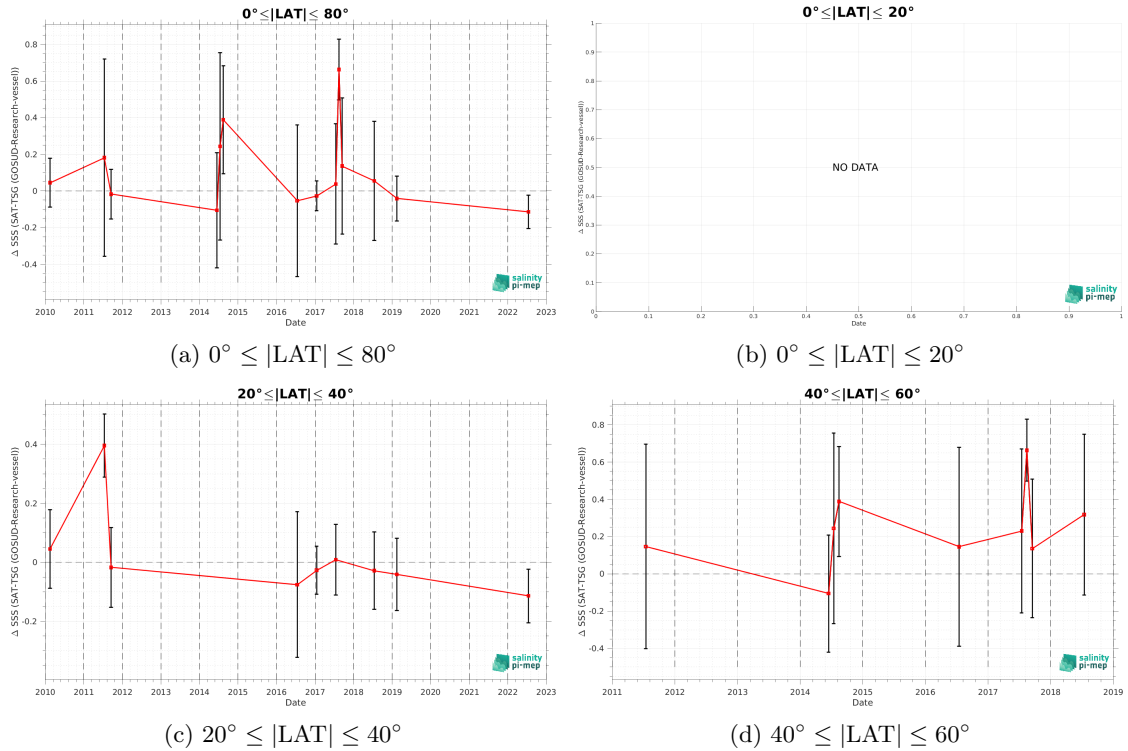 0°≤|LAT|≤ 80°
Δ SSS (SAT-TSG (GOSUD-Research-vessel))
0.8
0.6
0.4
0.2
0
-0.2
-0.4
salinity
pi-mep
2010 2011 2012 2013 2014 2015 2016 2017 2018 2019 2020 2021 2022 2023
Date
(a) 0° ≤ |LAT| ≤ 80°
0°≤|LAT|≤ 20°
Δ SSS (SAT-TSG (GOSUD-Research-vessel))
1
0.9
0.8
0.7
0.6
0.5
0.4
0.3
0.2
0.1
0
NO DATA
salinity
pi-mep
0 0.1 0.2 0.3 0.4 0.5 0.6 0.7 0.8 0.9 1
Date
(b) 0° ≤ |LAT| ≤ 20°
20°≤|LAT|≤ 40°
Δ SSS (SAT-TSG (GOSUD-Research-vessel))
0.4
0.2
0
-0.2
salinity
pi-mep
2010 2011 2012 2013 2014 2015 2016 2017 2018 2019 2020 2021 2022 2023
Date
(c) 20° ≤ |LAT| ≤ 40°
40°≤|LAT|≤ 60°
Δ SSS (SAT-TSG (GOSUD-Research-vessel))
0.8
0.6
0.4
0.2
0
-0.2
-0.4
salinity
pi-mep
2011 2012 2013 2014 2015 2016 2017 2018 2019
Date
(d) 40° ≤ |LAT| ≤ 60°